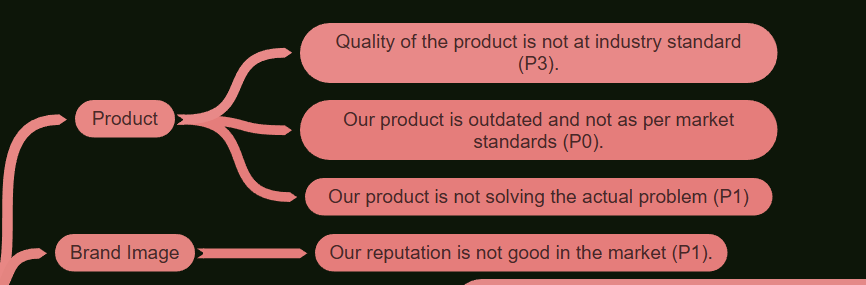 Product
Quality of the product is not at industry standard
(P3).
Our product is outdated and not as per market
standards (P0).
Our product is not solving the actual problem (P1)
Brand Image
Our reputation is not good in the market (P1).